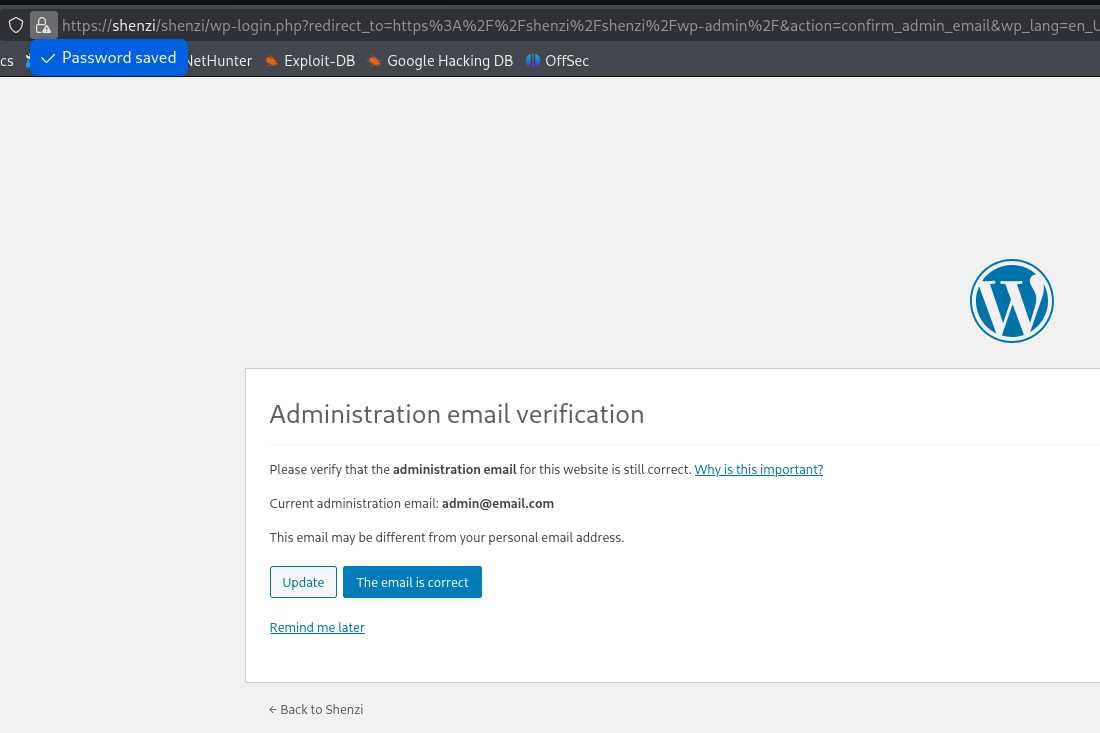 https://shenzi/shenzi/wp-login.php?redirect_to=https%3A%2F%2Fshenzi%2Fshenzi%2Fwp-admin%2F&action=confirm_admin_email&wp_lang=en_U
Password saved
cs NetHunter Exploit-DB Google Hacking DB OffSec
Administration email verification
Please verify that the administration email for this website is still correct. Why is this important?
Current administration email: admin@email.com
This email may be different from your personal email address.
Update The email is correct
Remind me later
← Back to Shenzi